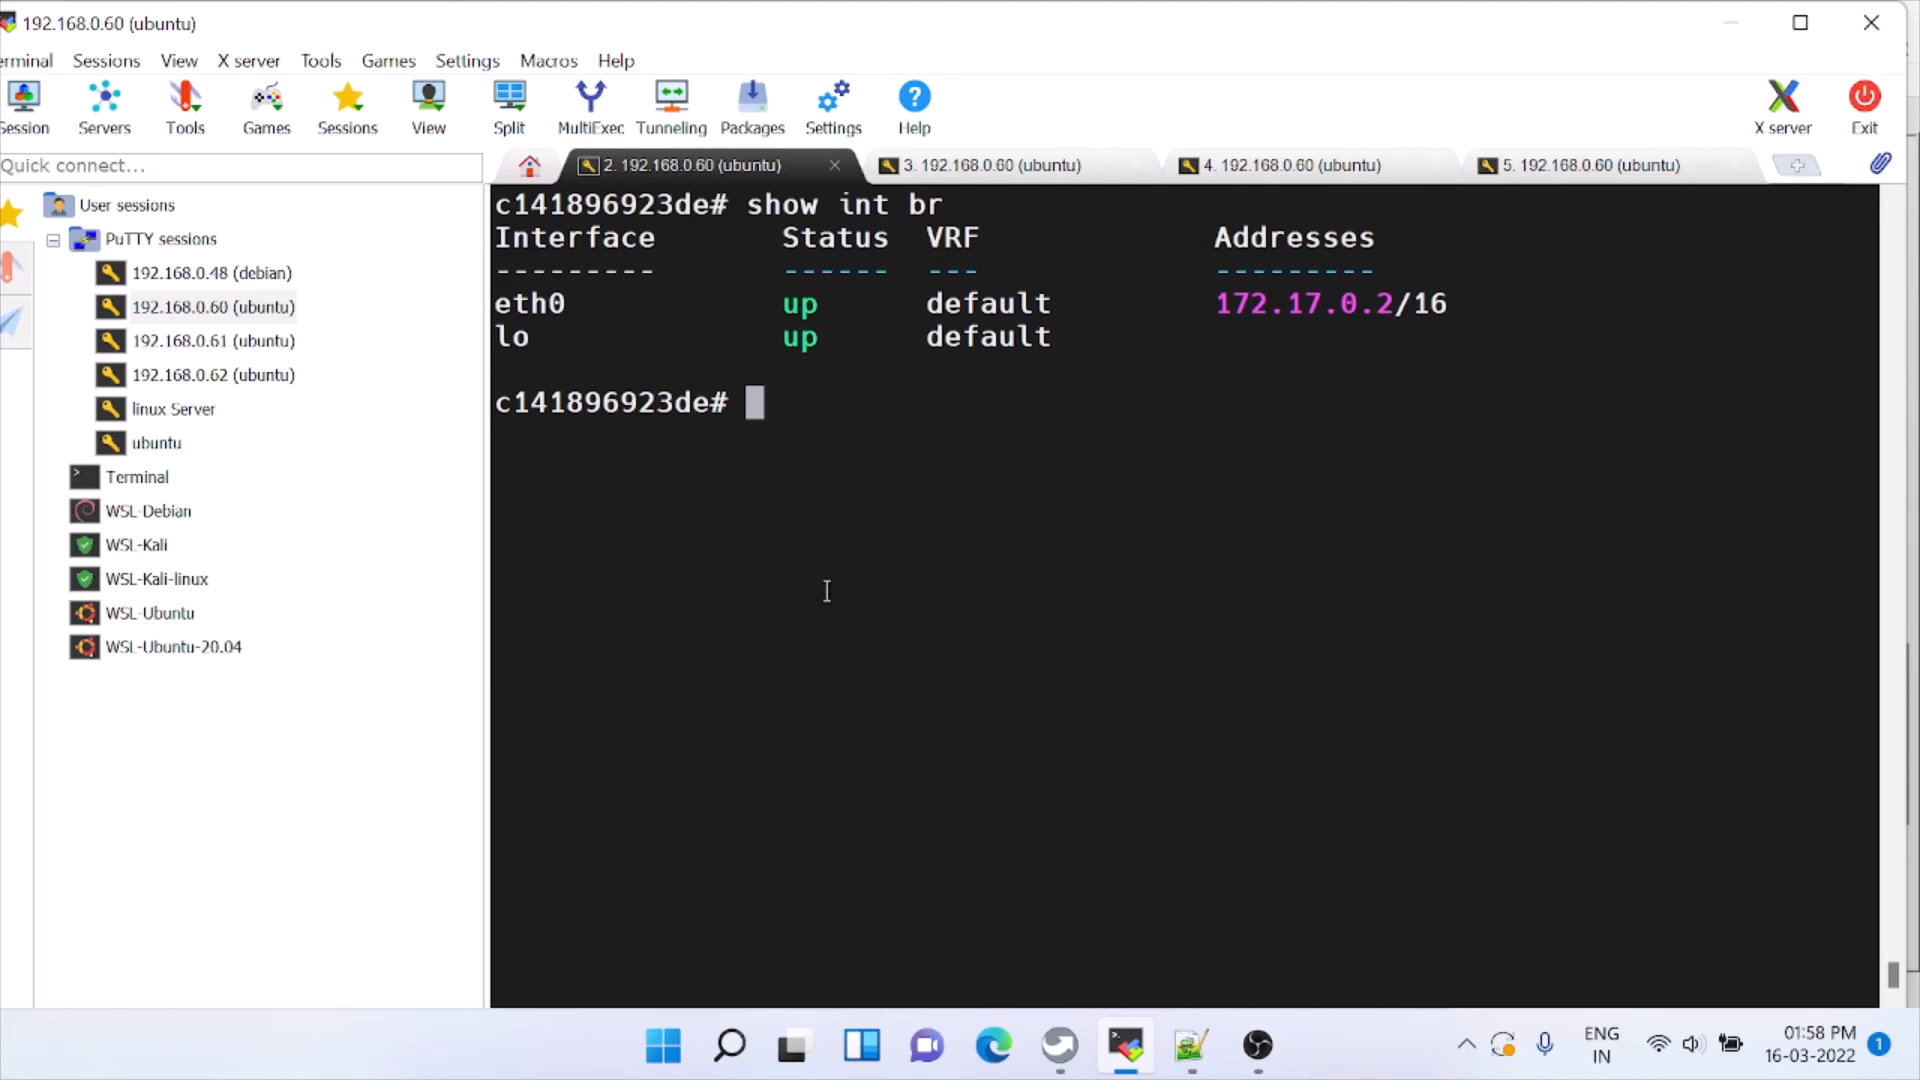 192.168.0.60 (ubuntu)
erminal Sessions View X server Tools Games Settings Macros Help
Session Servers Tools Games Sessions View Split MultiExec Tunneling Packages Settings Help X server Exit
Quick connect...
2. 192.168.0.60 (ubuntu) 3. 192.168.0.60 (ubuntu) 4. 192.168.0.60 (ubuntu) 5. 192.168.0.60 (ubuntu)
User sessions
PuTTY sessions
192.168.0.48 (debian)
192.168.0.60 (ubuntu)
192.168.0.61 (ubuntu)
192.168.0.62 (ubuntu)
linux Server
ubuntu
Terminal
WSL-Debian
WSL-Kali
WSL-Kali-linux
WSL-Ubuntu
WSL-Ubuntu-20.04
c141896923de# show int br
Interface Status VRF Addresses
--------- ------ --- ---------
eth0 up default 172.17.0.2/16
lo up default
c141896923de#
ENG
IN
01:58 PM
16-03-2022
1